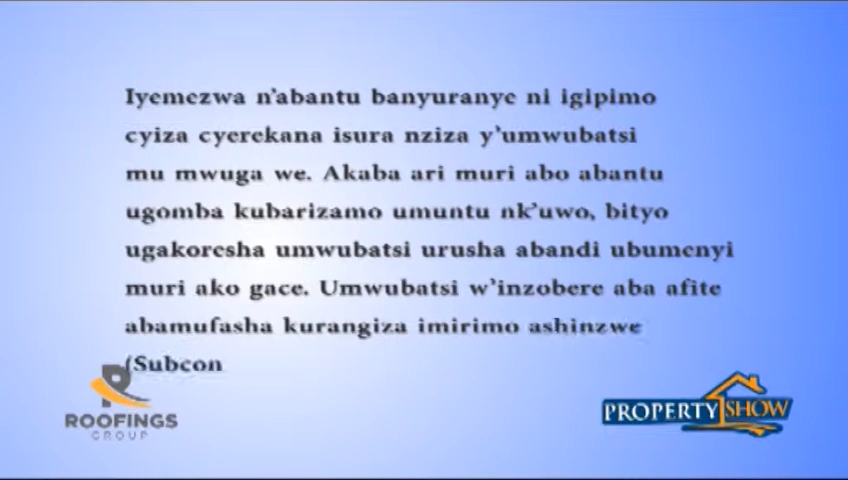 Iyemezwa n'abantu banyuranye ni igipimo
cyiza cyerekana isura nziza y'umwubatsi
mu mwuga we. Akaba ari muri abo abantu
ugomba kubarizamo umuntu nk'uwo, bityo
ugakoresha umwubatsi urusha abandi ubumenyi
muri ako gace. Umwubatsi w'inzobere aba afite
abamufasha kurangiza imirimo ashinzwe
(Subcon
ROOFINGS
GROUP
PROPERTY SHOW